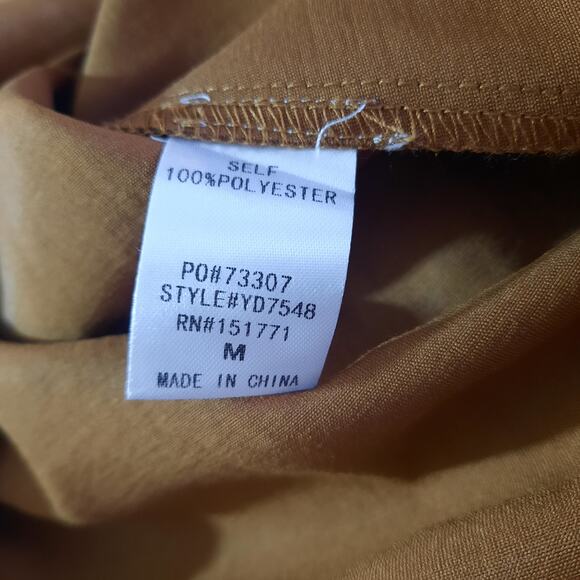 SELF
100%POLYESTER
PO#73307
STYLE#YD7548
RN#151771
M
MADE IN CHINA